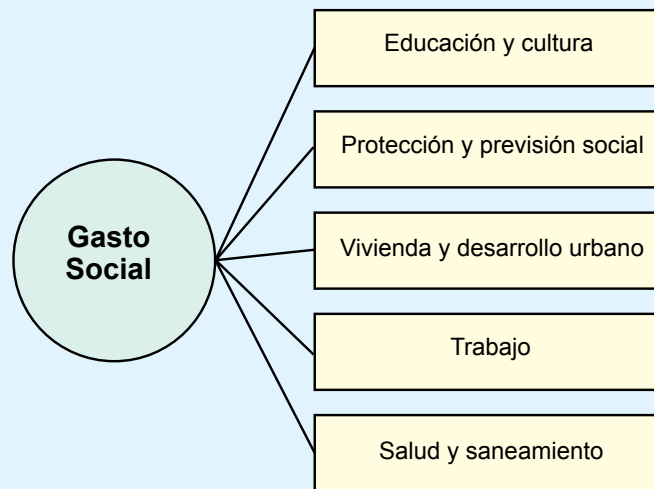 Gasto
Social
Educación y cultura
Protección y previsión social
Vivienda y desarrollo urbano
Trabajo
Salud y saneamiento